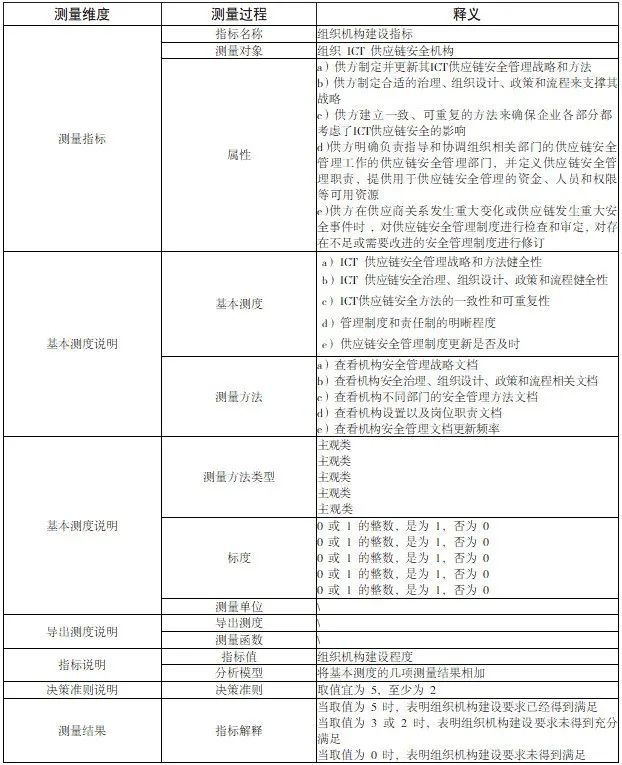 测量维度 测量过程 释义
指标名称 组织机构建设指标
测量对象 组织 ICT 供应链安全机构
测量指标
属性
a）供方制定并更新其ICT供应链安全管理战略和方法
b）供方制定合适的治理、组织设计、政策和流程来支撑其
战略
c）供方建立一致、可重复的方法来确保企业各部分都
考虑了ICT供应链安全的影响
d)供方明确负责指导和协调组织相关部门的供应链安全
管理工作的供应链安全管理部门，并定义供应链安全管
理职责，提供用于供应链安全管理的资金、人员和权限
等可用资源
e)供方在供应商关系发生重大变化或供应链发生重大安
全事件时，对供应链安全管理制度进行检查和审定，对存
在不足或需要改进的安全管理制度进行修订
基本测度说明
基本测度
a）ICT 供应链安全管理战略和方法健全性
b）ICT 供应链安全治理、组织设计、政策和流程健全性
c）ICT供应链安全方法的一致性和可重复性
d）管理制度和责任制的明晰程度
e）供应链安全管理制度更新是否及时
测量方法
a）查看机构安全管理战略文档
b）查看机构安全治理、组织设计、政策和流程相关文档
c）查看机构不同部门的安全管理方法文档
d）查看机构设置以及岗位职责文档
e）查看机构安全管理文档更新频率
基本测度说明
测量方法类型
主观类
主观类
主观类
主观类
主观类
标度
0 或 1 的整数，是为 1，否为 0
0 或 1 的整数，是为 1，否为 0
0 或 1 的整数，是为 1，否为 0
0 或 1 的整数，是为 1，否为 0
0 或 1 的整数，是为 1，否为 0
测量单位 \
导出测度说明
导出测度 \
测量函数 \
指标说明
指标值 组织机构建设程度
分析模型 将基本测度的几项测量结果相加
决策准则说明 决策准则 取值宜为 5，至少为 2
测量结果
指标解释
当取值为 5 时，表明组织机构建设要求已经得到满足
当取值为 3 或 2 时，表明组织机构建设要求未得到充分
满足
当取值为 0 时，表明组织机构建设要求未得到满足